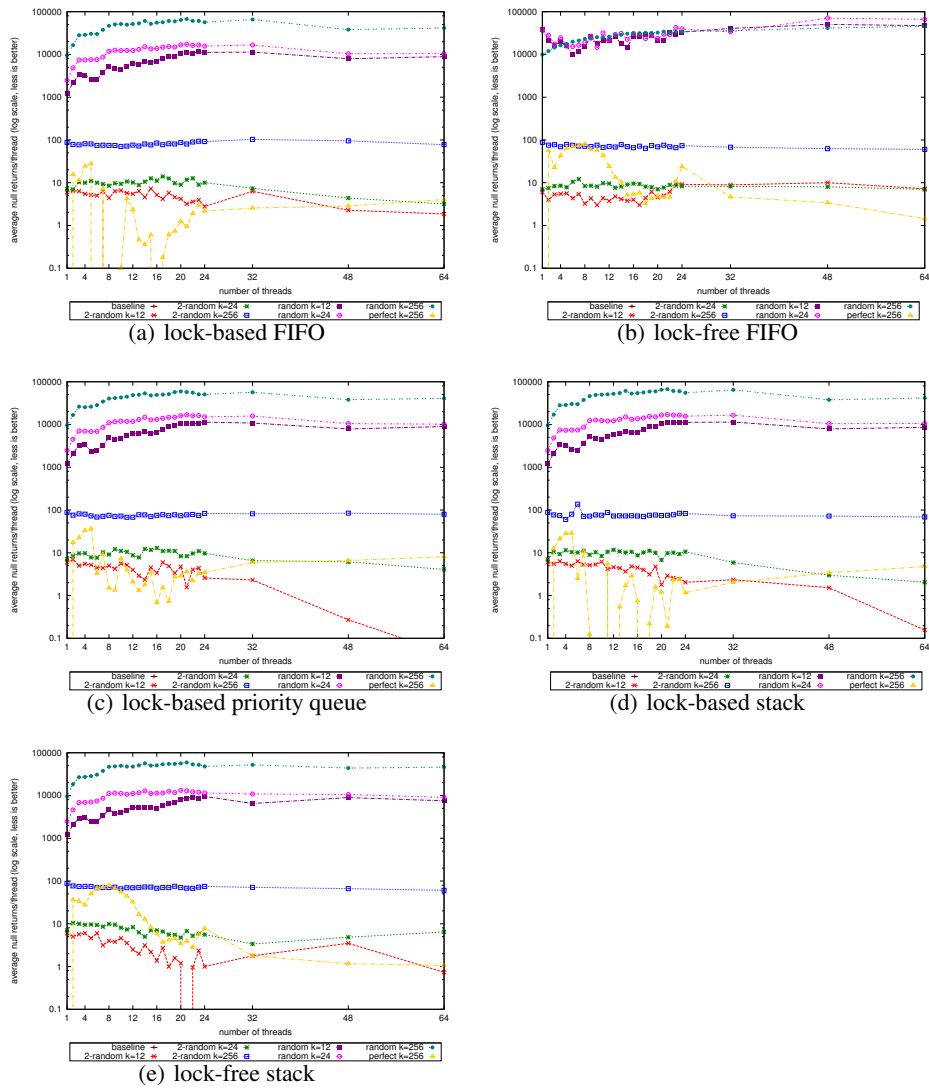 average null returns/thread (log scale, less is better)
100000
10000
1000
100
10
1
0.1
1 4 8 12 16 20 24 32 48 64
number of threads
baseline 2-random k=24 random k=12 random k=256
2-random k=12 2-random k=256 random k=24 perfect k=256
(a) lock-based FIFO
average null returns/thread (log scale, less is better)
100000
10000
1000
100
10
1
0.1
1 4 8 12 16 20 24 32 48 64
number of threads
baseline 2-random k=24 random k=12 random k=256
2-random k=12 2-random k=256 random k=24 perfect k=256
(b) lock-free FIFO
average null returns/thread (log scale, less is better)
100000
10000
1000
100
10
1
0.1
1 4 8 12 16 20 24 32 48 64
number of threads
baseline 2-random k=24 random k=12 random k=256
2-random k=12 2-random k=256 random k=24 perfect k=256
(c) lock-based priority queue
average null returns/thread (log scale, less is better)
100000
10000
1000
100
10
1
0.1
1 4 8 12 16 20 24 32 48 64
number of threads
baseline 2-random k=24 random k=12 random k=256
2-random k=12 2-random k=256 random k=24 perfect k=256
(d) lock-based stack
average null returns/thread (log scale, less is better)
100000
10000
1000
100
10
1
0.1
1 4 8 12 16 20 24 32 48 64
number of threads
baseline 2-random k=24 random k=12 random k=256
2-random k=12 2-random k=256 random k=24 perfect k=256
(e) lock-free stack